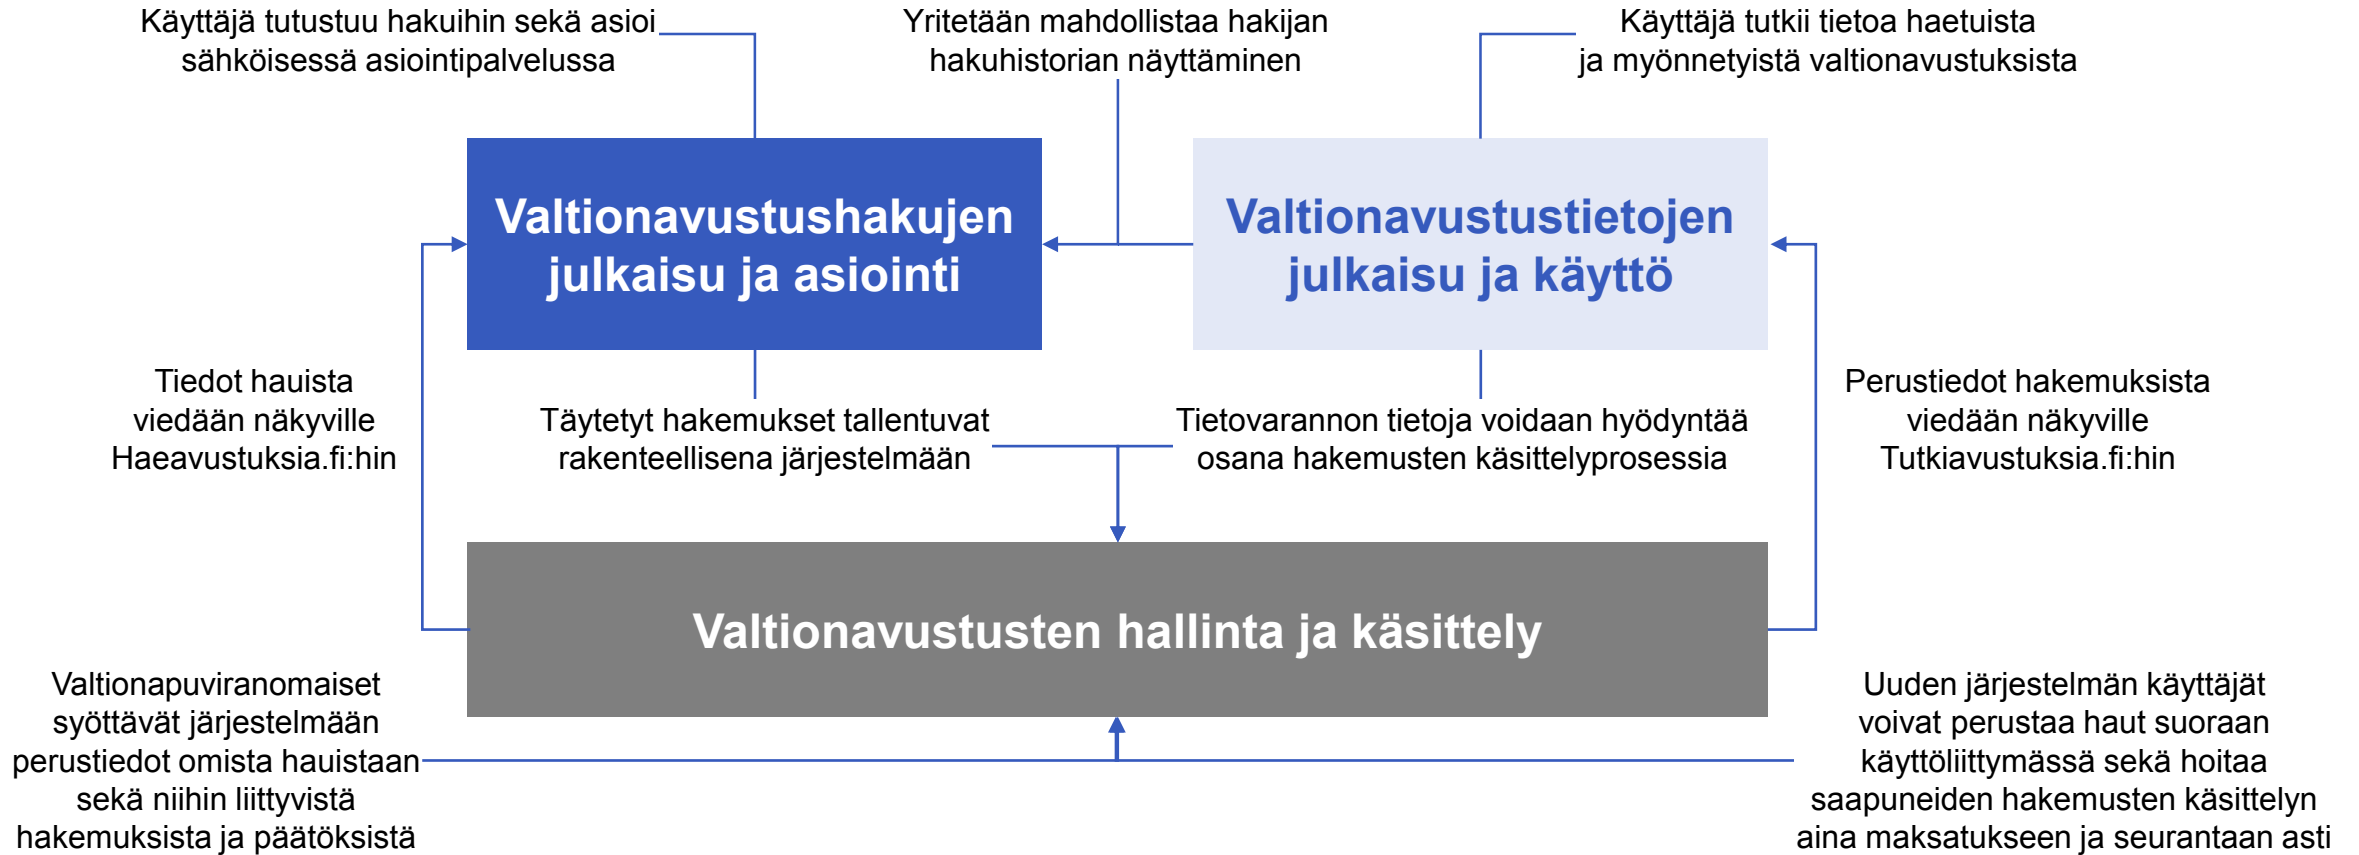 Käyttäjä tutustuu hakuihin sekä asioi
sähköisessä asiointipalvelussa
Yritetään mahdollistaa hakijan
hakuhistorian näyttäminen
Käyttäjä tutkii tietoa haetuista
ja myönnetyistä valtionavustuksista
Valtionavustushakujen
julkaisu ja asiointi
Valtionavustustietojen
julkaisu ja käyttö
Tiedot hauista
viedään näkyville
Haeavustuksia.fi:hin
Täytetyt hakemukset tallentuvat
rakenteellisena järjestelmään
Tietovarannon tietoja voidaan hyödyntää
osana hakemusten käsittelyprosessia
Perustiedot hakemuksista
viedään näkyville
Tutkiavustuksia.fi:hin
Valtionavustusten hallinta ja käsittely
Valtionapuviranomaiset
syöttävät järjestelmään
perustiedot omista hauistaan
sekä niihin liittyvistä
hakemuksista ja päätöksistä
Uuden järjestelmän käyttäjät
voivat perustaa haut suoraan
käyttöliittymässä sekä hoitaa
saapuneiden hakemusten käsittelyn
aina maksatukseen ja seurantaan asti